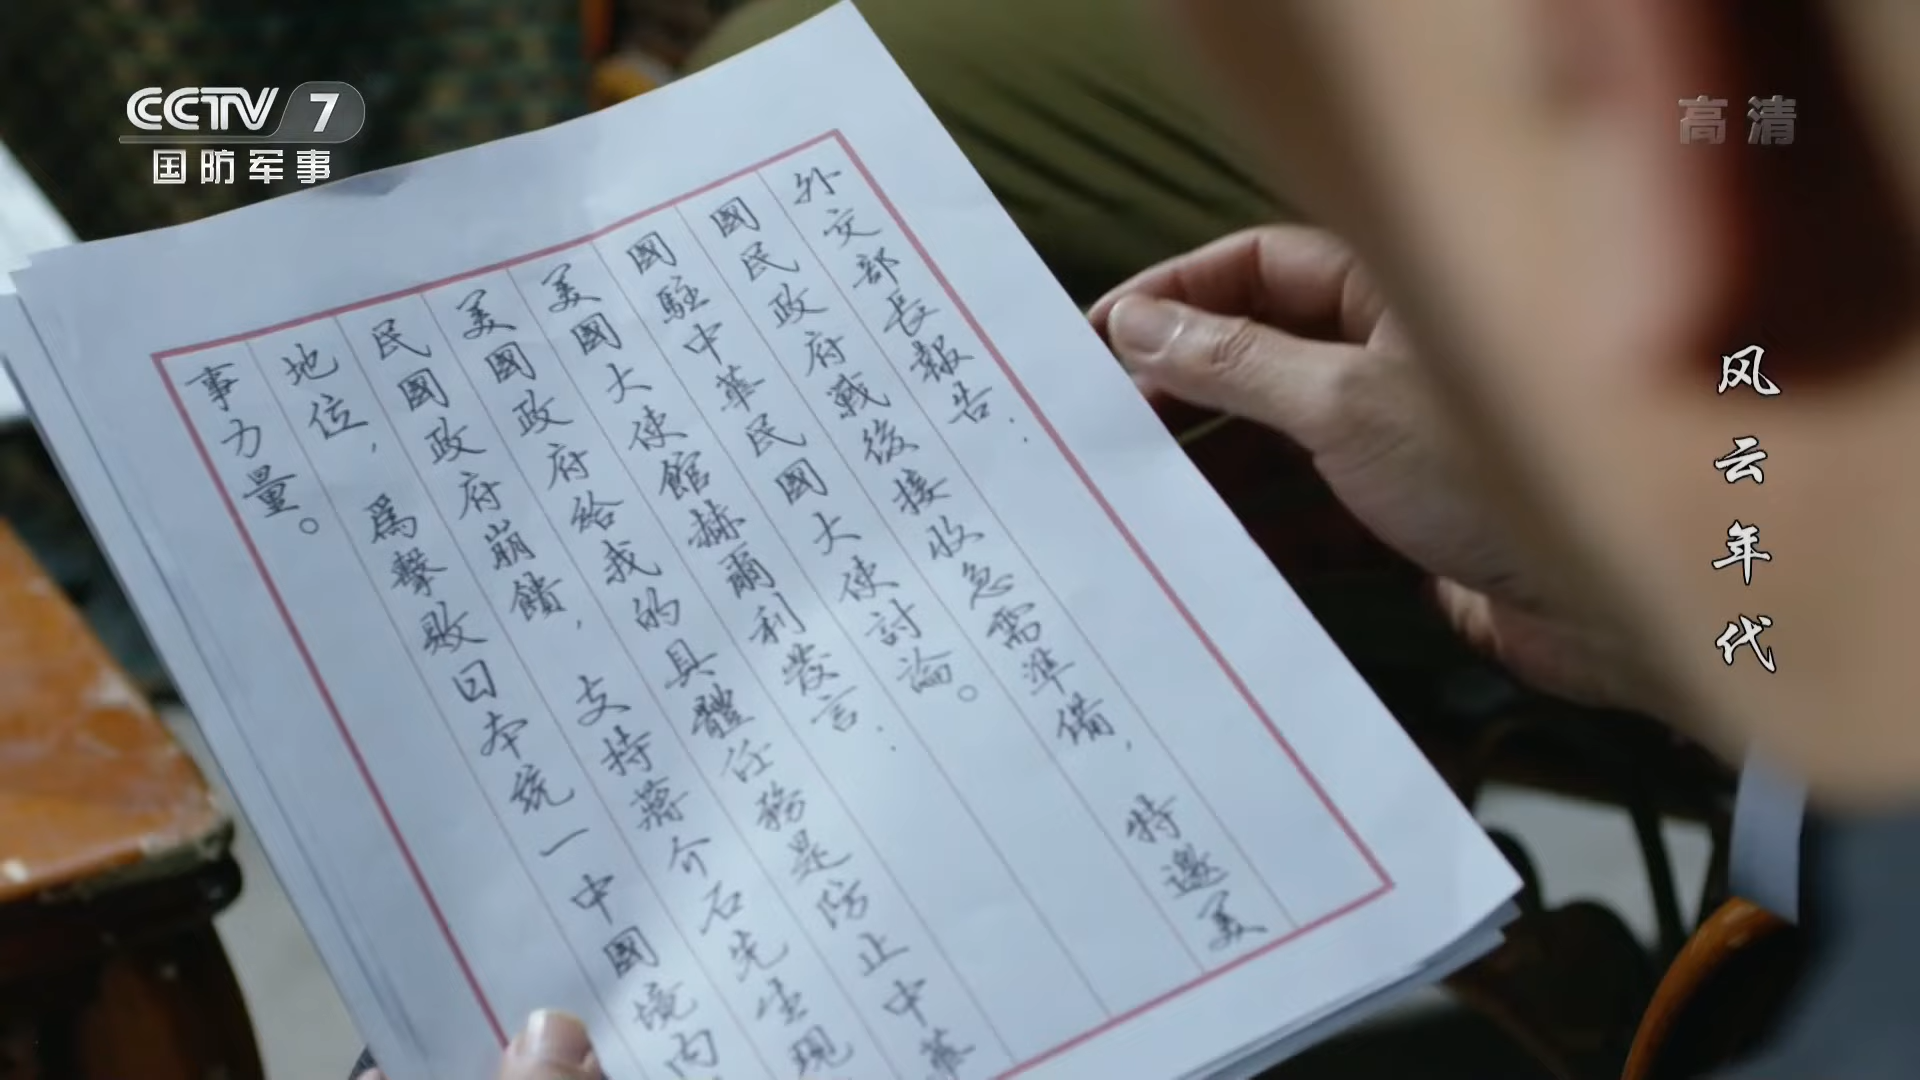 CCTV 7
国防军事
高清
外交部長報告:
國民政府戰後接收急需準備,特邀美
國駐中華民國大使討論。
美國大使館赫爾利發言:
美國政府給我的具體任務是防止中華
民國政府崩饋,支持蔣介石先生現
地位,爲擊敗日本統一中國境内
事力量。
风云年代